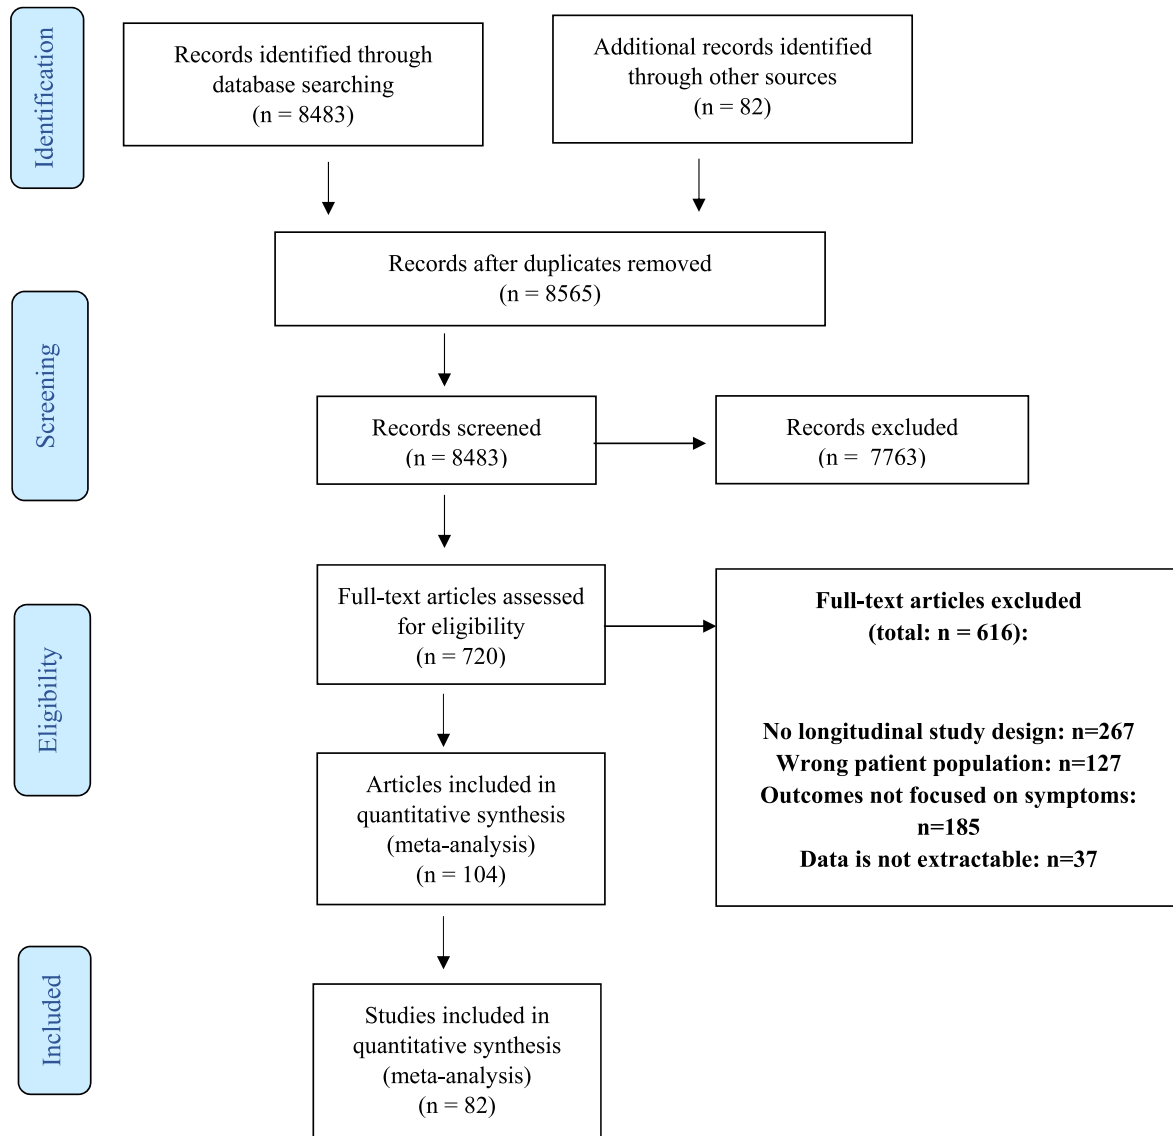 Identification
Records identified through
database searching
(n = 8483)
Additional records identified
through other sources
(n = 82)
Records after duplicates removed
(n = 8565)
Screening
Records screened
(n = 8483)
Records excluded
(n = 7763)
Eligibility
Full-text articles assessed
for eligibility
(n = 720)
Full-text articles excluded
(total: n = 616):
No longitudinal study design: n=267
Wrong patient population: n=127
Outcomes not focused on symptoms:
n=185
Data is not extractable: n=37
Articles included in
quantitative synthesis
(meta-analysis)
(n = 104)
Included
Studies included in
quantitative synthesis
(meta-analysis)
(n = 82)